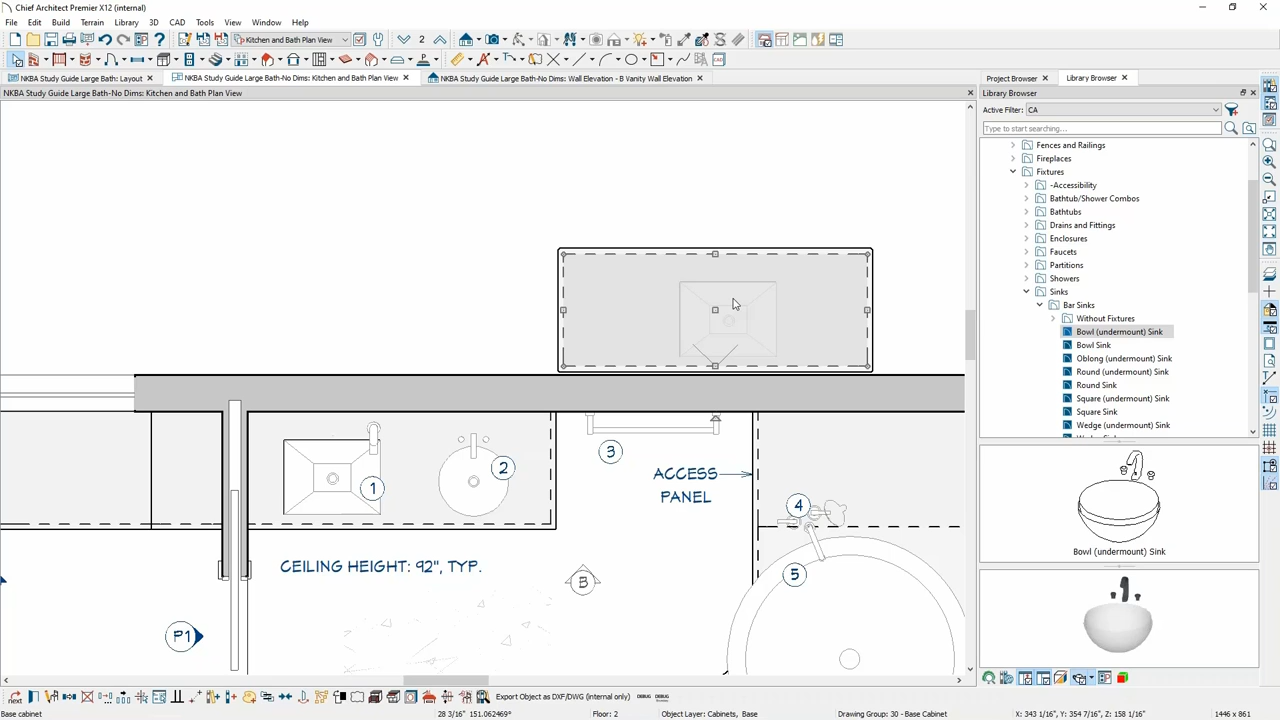 Chief Architect Premier X12 (internal)
File Edit Build Terrain Library 3D CAD Tools View Window Help
Kitchen and Bath Plan View 2
NKBA Study Guide Large Bath: Layout NKBA Study Guide Large Bath-No Dims: Kitchen and Bath Plan View NKBA Study Guide Large Bath-No Dims: Wall Elevation - B Vanity Wall Elevation
NKBA Study Guide Large Bath-No Dims: Kitchen and Bath Plan View
1 2 3
ACCESS
PANEL
4
CEILING HEIGHT: 92", TYP.
B
5
P1
Project Browser Library Browser
Library Browser
Active Filter: CA
Type to start searching...
Fences and Railings
Fireplaces
Fixtures
-Accessibility
Bathtub/Shower Combos
Bathtubs
Drains and Fittings
Enclosures
Faucets
Partitions
Showers
Sinks
Bar Sinks
Without Fixtures
Bowl (undermount) Sink
Bowl Sink
Oblong (undermount) Sink
Round (undermount) Sink
Round Sink
Square (undermount) Sink
Square Sink
Wedge (undermount) Sink
Bowl (undermount) Sink
next Export Object as DXF/DWG (internal only) DEBUG DEBUG
Base cabinet 28 3/16" 151.062469° Floor: 2 Object Layer: Cabinets, Base Drawing Group: 30 - Base Cabinet X: 343 1/16", Y: 354 7/16", Z: 158 1/16" 1446 x 861